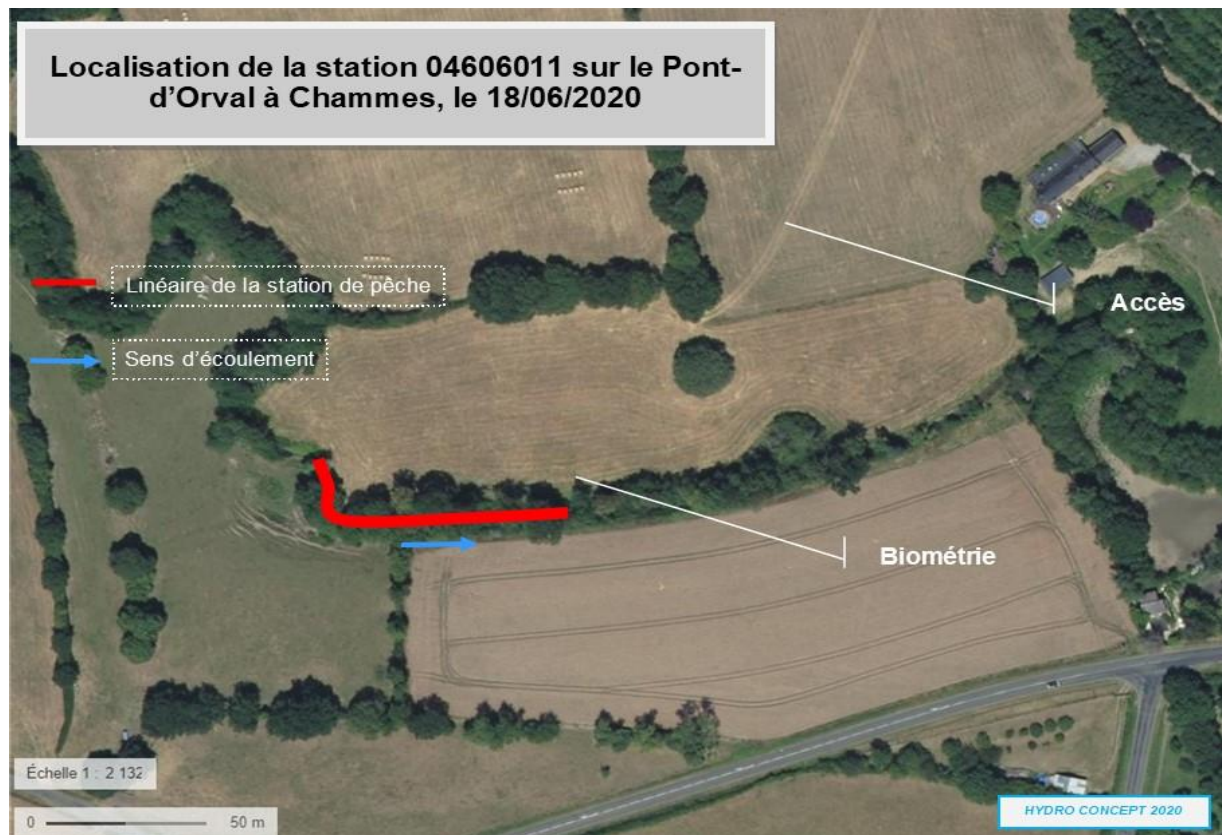 Localisation de la station 04606011 sur le Pont-
d'Orval à Chammes, le 18/06/2020
Linéaire de la station de pêche
Accès
Sens d'écoulement
Biométrie
Échelle 1 : 2 132
0 50 m
HYDRO CONCEPT 2020